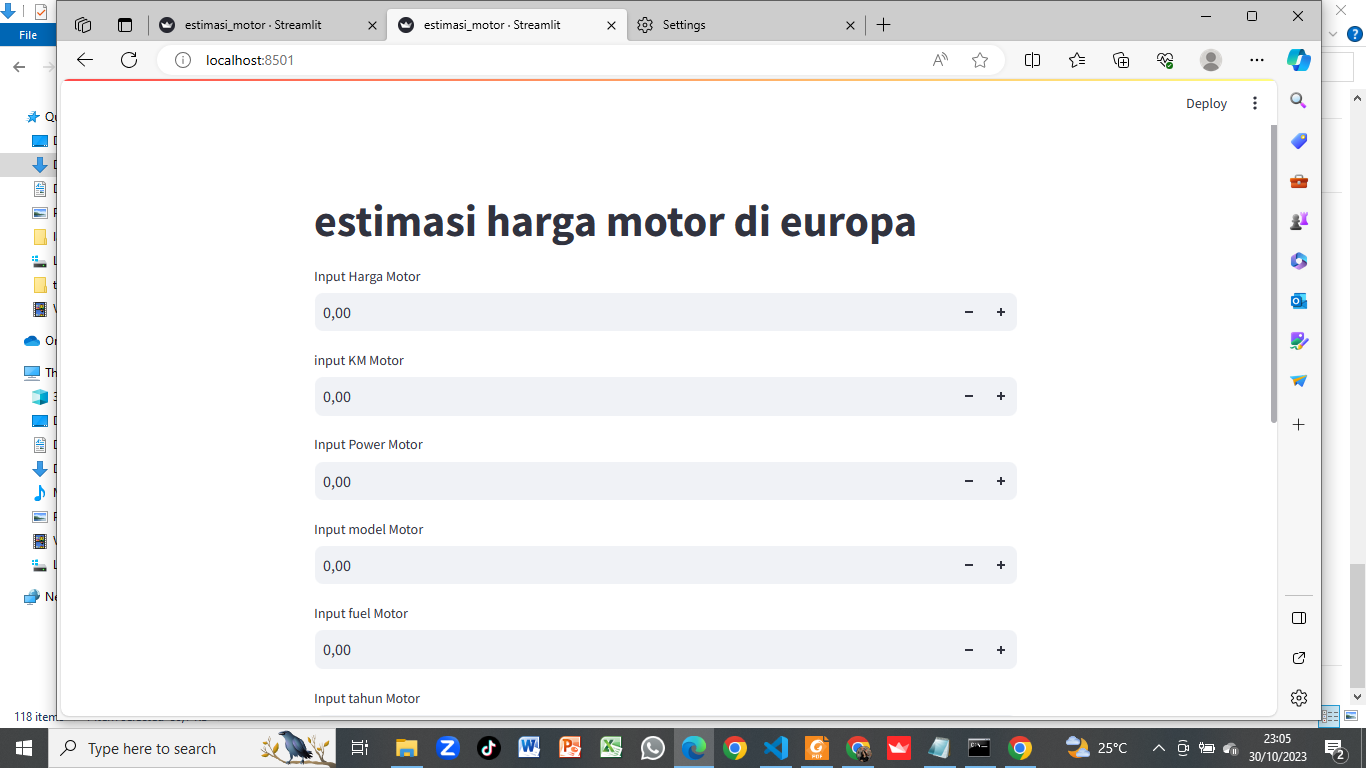 estimasi_motor · Streamlit
estimasi_motor · Streamlit
Settings
File
localhost:8501
Deploy
estimasi harga motor di europa
Input Harga Motor
0,00
input KM Motor
0,00
Input Power Motor
0,00
Input model Motor
0,00
Input fuel Motor
0,00
Input tahun Motor
118 items
Type here to search
25°C
23:05
30/10/2023
2